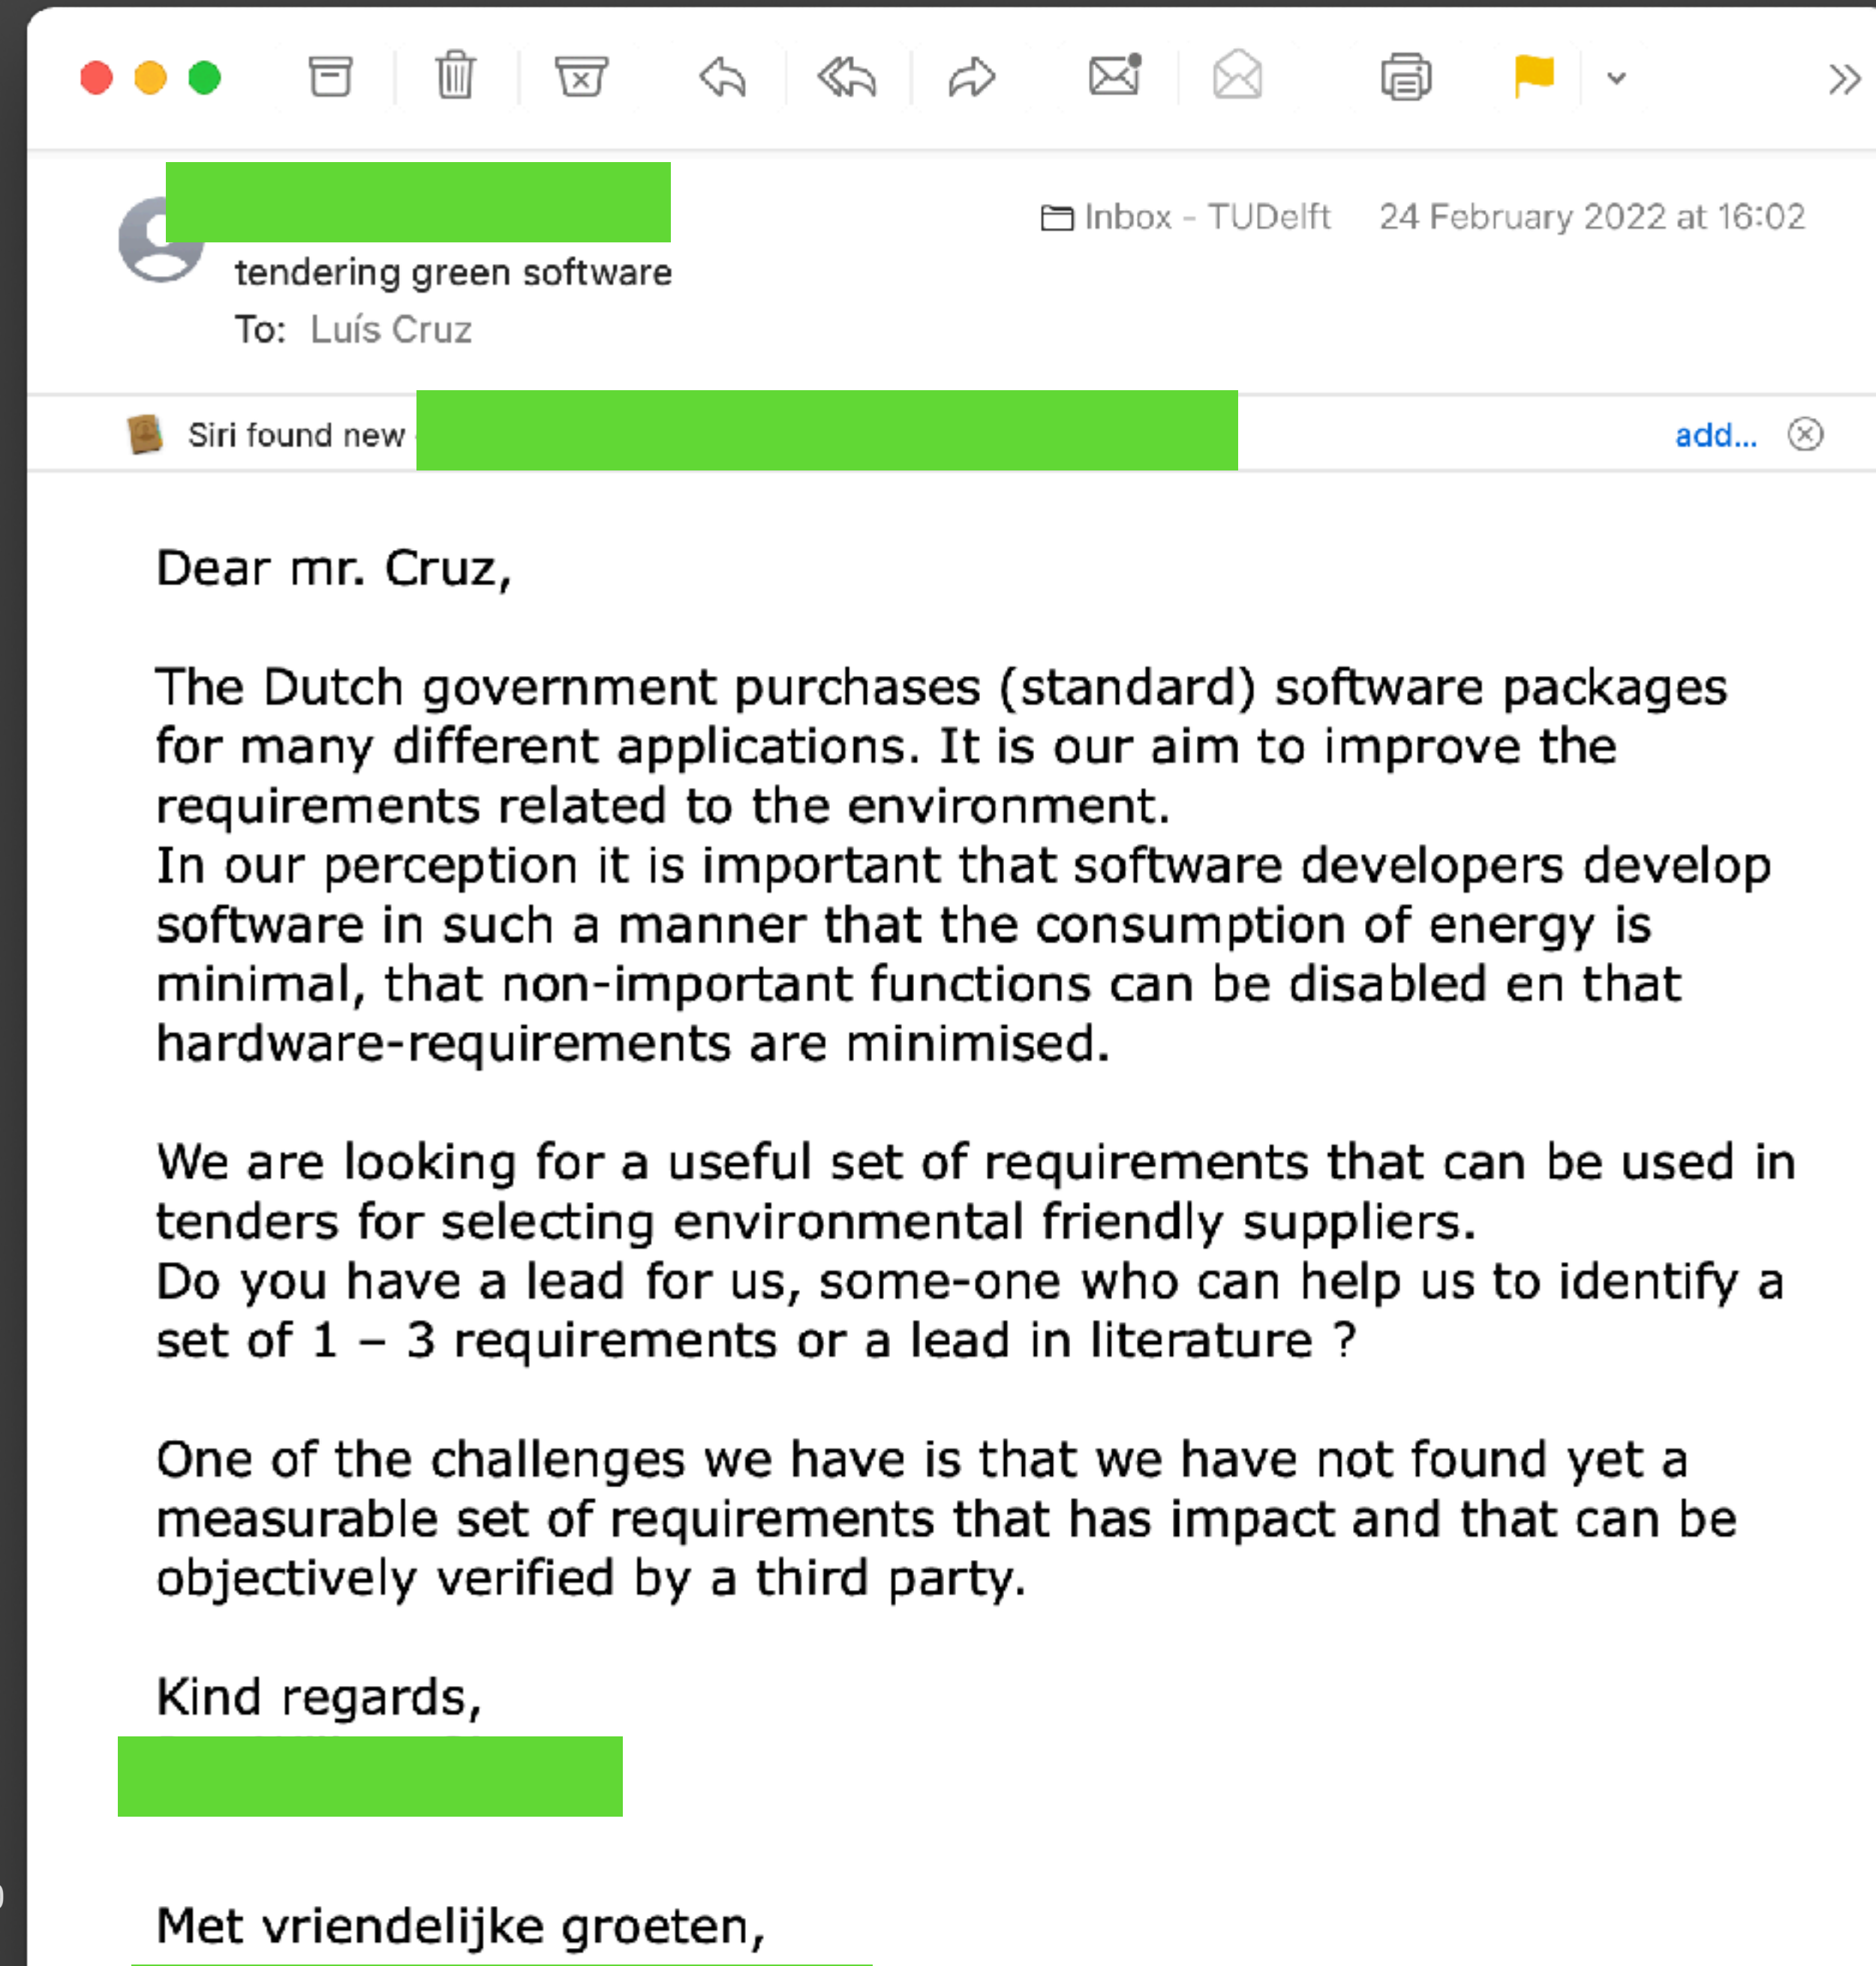 Inbox - TUDelft 24 February 2022 at 16:02
tendering green software
To: Luís Cruz
Siri found new
add...
Dear mr. Cruz,
The Dutch government purchases (standard) software packages
for many different applications. It is our aim to improve the
requirements related to the environment.
In our perception it is important that software developers develop
software in such a manner that the consumption of energy is
minimal, that non-important functions can be disabled en that
hardware-requirements are minimised.
We are looking for a useful set of requirements that can be used in
tenders for selecting environmental friendly suppliers.
Do you have a lead for us, some-one who can help us to identify a
set of 1 – 3 requirements or a lead in literature ?
One of the challenges we have is that we have not found yet a
measurable set of requirements that has impact and that can be
objectively verified by a third party.
Kind regards,
Met vriendelijke groeten,